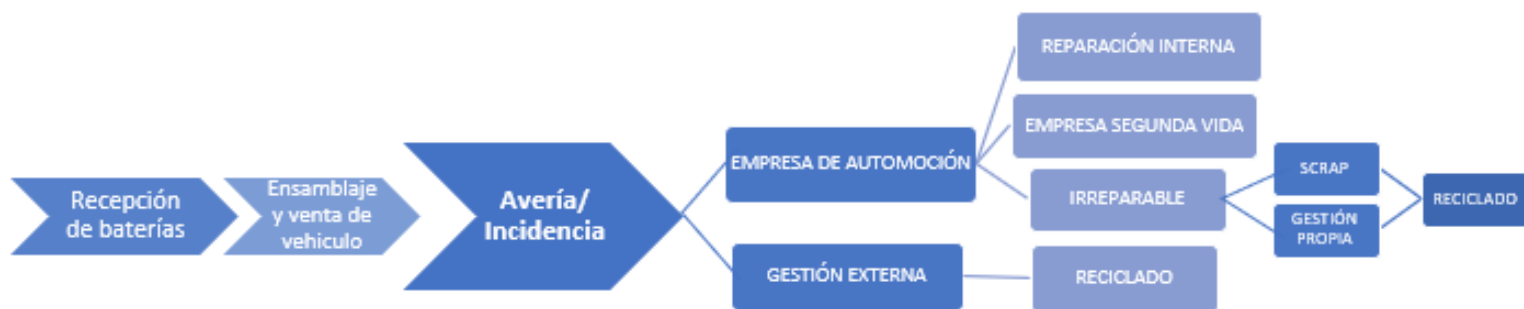 Recepción
de baterías
Ensamblaje
y venta de
vehiculo
Avería/
Incidencia
EMPRESA DE AUTOMOCIÓN
GESTIÓN EXTERNA
REPARACIÓN INTERNA
EMPRESA SEGUNDA VIDA
IRREPARABLE
RECICLADO
SCRAP
GESTIÓN
PROPIA
RECICLADO